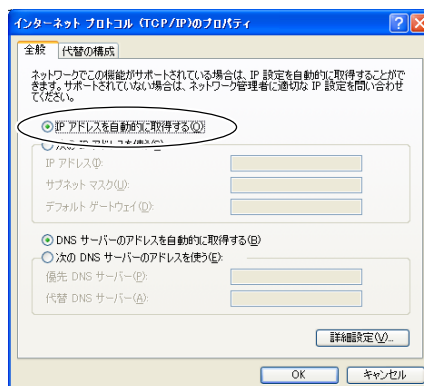 インターネット プロトコル (TCP/IP)のプロパティ
全般
代替の構成
ネットワークでこの機能がサポートされている場合は、IP 設定を自動的に取得することがで
きます。サポートされていない場合は、ネットワーク管理者に適切な IP 設定を問い合わせ
てください。
IP アドレスを自動的に取得する(O)
IP アドレス(I):
サブネット マスク(U):
デフォルト ゲートウェイ(D):
DNS サーバーのアドレスを自動的に取得する(B)
次の DNS サーバーのアドレスを使う(E):
優先 DNS サーバー(P):
代替 DNS サーバー(A):
詳細設定(V)...
OK
キャンセル